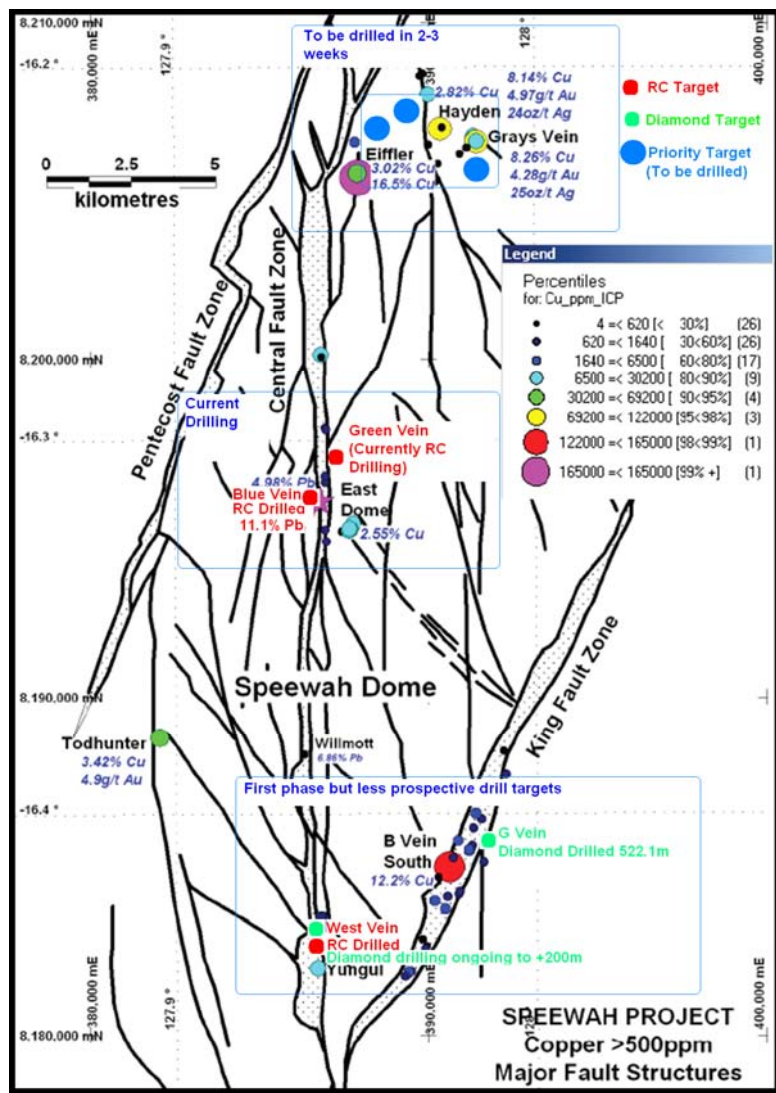 8,210,000 mN
-16.2 °
380,000 mE
127.9 °
To be drilled in 2-3
weeks
128 °
400,000 mE
2.82% Cu
8.14% Cu
4.97g/t Au
24oz/t Ag
Hayden
Grays Vein
8.26% Cu
4.28g/t Au
25oz/t Ag
Eiffler
3.02% Cu
16.5% Cu
RC Target
Diamond Target
Priority Target
(To be drilled)
0 2.5 5
kilometres
Legend
Percentiles
for: Cu_ppm_ICP
4 =< 620 [< 30%] (26)
620 =< 1640 [ 30<60%] (26)
1640 =< 6500 [ 60<80%] (17)
6500 =< 30200 [ 80<90%] (9)
30200 =< 69200 [ 90<95%] (4)
69200 =< 122000 [95<98%] (3)
122000 =< 165000 [98<99%] (1)
165000 =< 165000 [99% +] (1)
Pentecost Fault Zone
Central Fault Zone
8,200,000 mN
Current
Drilling
-16.3 °
Green Vein
(Currently RC
Drilling)
4.98% Pb
Blue Vein
RC Drilled
11.1% Pb
East
Dome
2.55% Cu
King Fault Zone
Speewah Dome
8,190,000 mN
Todhunter
3.42% Cu
4.9g/t Au
Willmott
6.86% Pb
First phase but less prospective drill targets
-16.4 °
B Vein
South
12.2% Cu
G Vein
Diamond Drilled 522.1m
West Vein
RC Drilled
Diamond drilling ongoing to +200m
Yungul
8,180,000 mN
380,000 mE
127.9 °
390,000 mE
400,000 mE
SPEEWAH PROJECT
Copper >500ppm
Major Fault Structures